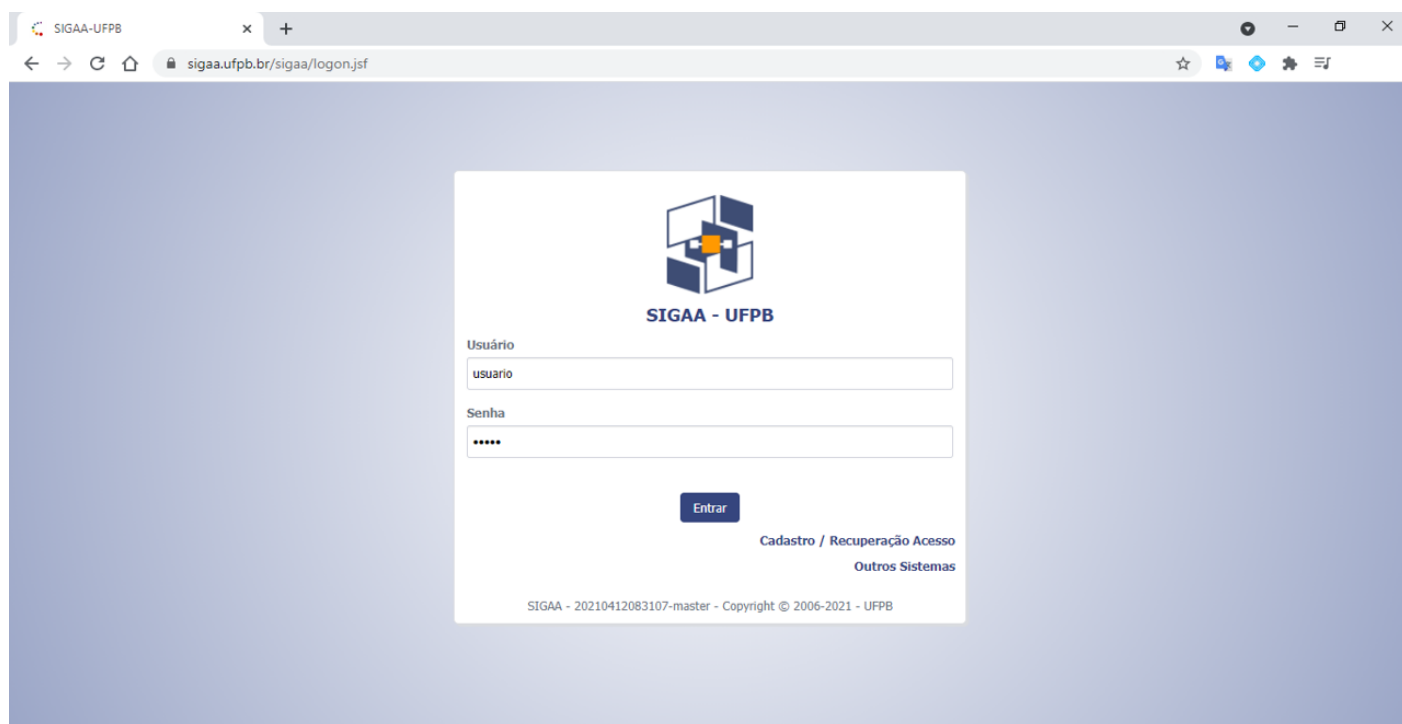 SIGAA-UFPB
sigaa.ufpb.br/sigaa/logon.jsf
SIGAA - UFPB
Usuário
usuario
Senha
•••••
Entrar
Cadastro / Recuperação Acesso
Outros Sistemas
SIGAA - 20210412083107-master - Copyright © 2006-2021 - UFPB